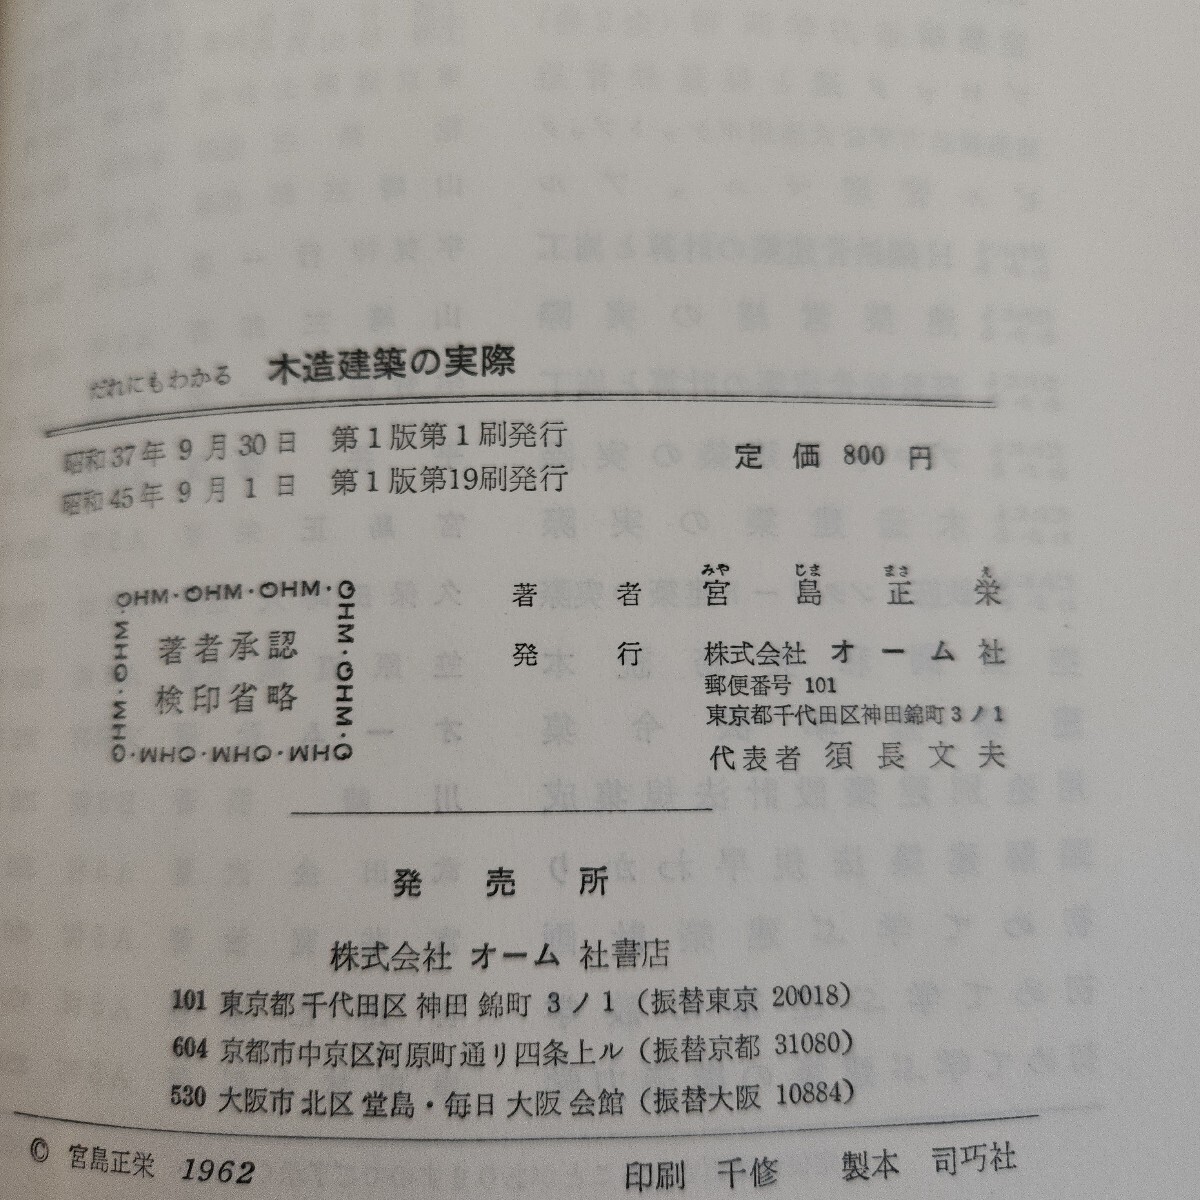 だれにもわかる 木造建築の実際
昭和37年9月30日 第1版第1刷発行
昭和45年9月1日 第1版第19刷発行
定価 800円
OHM・OHM・OHM・OHM・OHM・OHM・OHM・OHM・OHM・OHM
著者承認
検印省略
みや じま まさ え
著者 宮島正栄
発行 株式会社 オーム社
郵便番号 101
東京都千代田区神田錦町3ノ1
代表者 須長文夫
発売所
株式会社 オーム 社書店
101 東京都千代田区神田錦町3ノ1(振替東京 20018)
604 京都市中京区河原町通リ四条上ル(振替京都 31080)
530 大阪市北区堂島・毎日大阪会館(振替大阪 10884)
© 宮島正栄 1962
印刷 千修 製本 司巧社